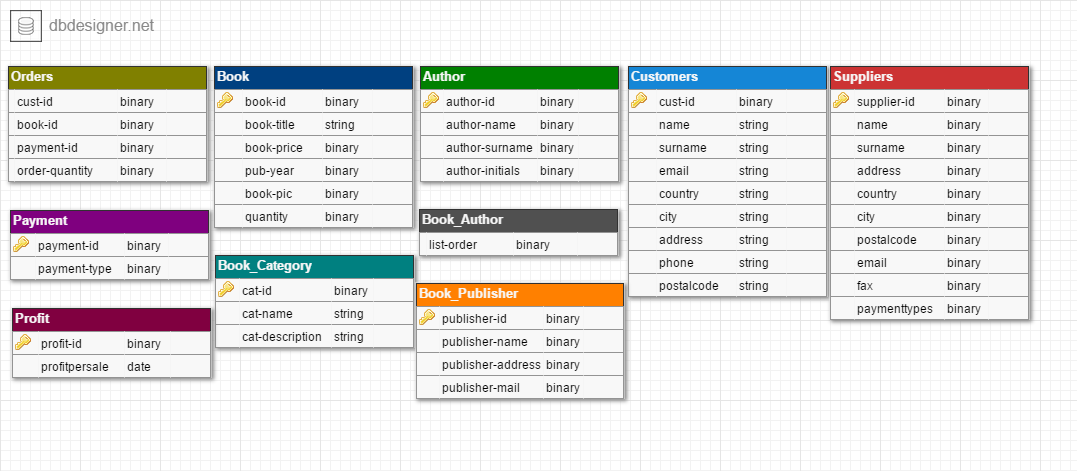 dbdesigner.net
Orders
cust-id binary
book-id binary
payment-id binary
order-quantity binary
Payment
payment-id binary
payment-type binary
Profit
profit-id binary
profitpersale date
Book
book-id binary
book-title string
book-price binary
pub-year binary
book-pic binary
quantity binary
Book_Category
cat-id binary
cat-name string
cat-description string
Author
author-id binary
author-name binary
author-surname binary
author-initials binary
Book_Author
list-order binary
Book_Publisher
publisher-id binary
publisher-name binary
publisher-address binary
publisher-mail binary
Customers
cust-id binary
name string
surname string
email string
country string
city string
address string
phone string
postalcode string
Suppliers
supplier-id binary
name binary
surname binary
address binary
country binary
city binary
postalcode binary
email binary
fax binary
paymenttypes binary